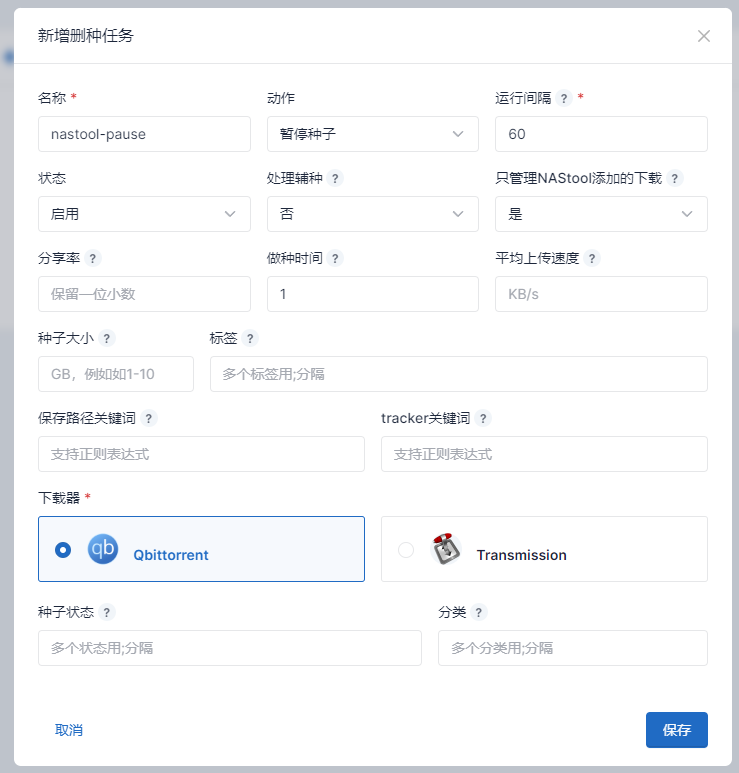 新增删种任务
名称 * 动作 运行间隔 ? *
nastool-pause 暂停种子 60
状态 处理辅种 ? 只管理NAStool添加的下载 ?
启用 否 是
分享率 ? 做种时间 ? 平均上传速度 ?
保留一位小数 1 KB/s
种子大小 ? 标签 ?
GB，例如如1-10 多个标签用;分隔
保存路径关键词 ? tracker关键词 ?
支持正则表达式 支持正则表达式
下载器 *
qb Qbittorrent Transmission
种子状态 ? 分类 ?
多个状态用;分隔 多个分类用;分隔
取消 保存